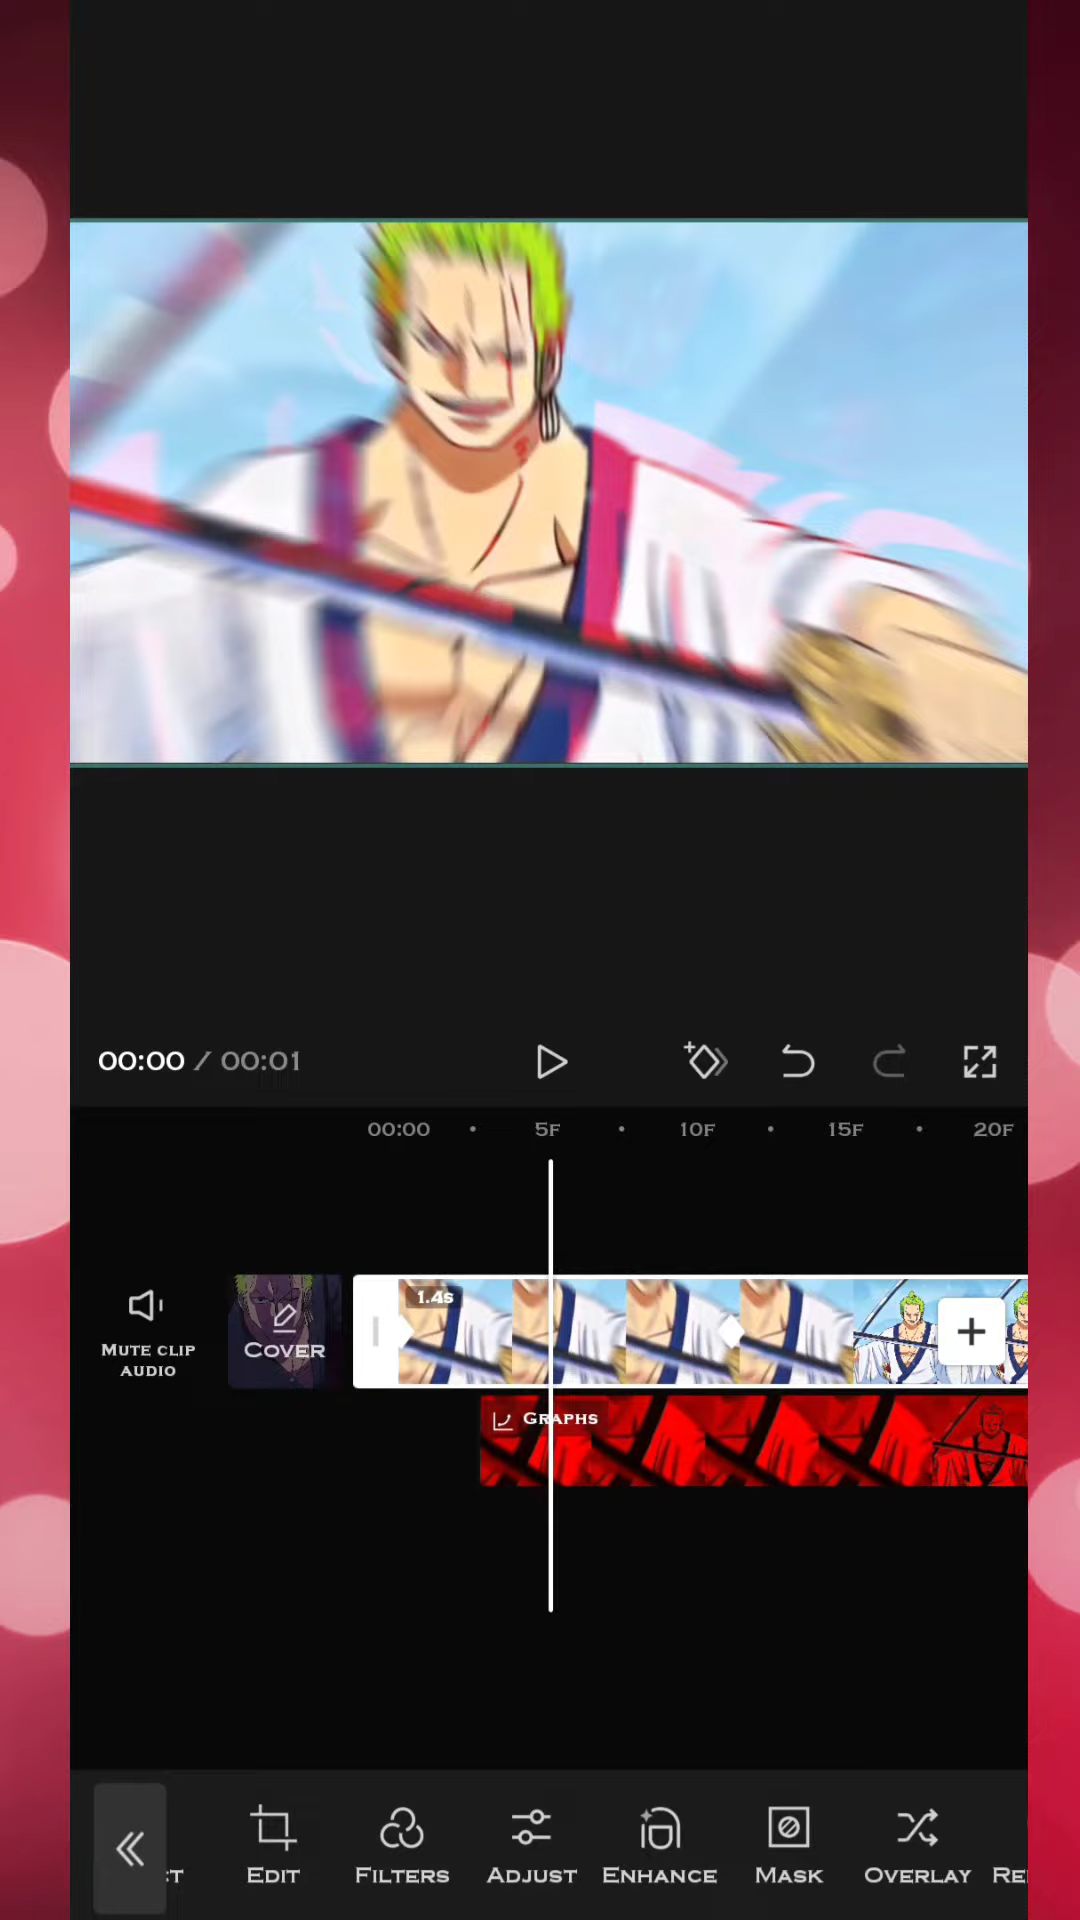 00:00 / 00:01
00:00 • 5F • 10F • 15F • 20F
1.4s
MUTE CLIP
AUDIO
COVER
GRAPHS
EDIT
FILTERS
ADJUST
ENHANCE
MASK
OVERLAY